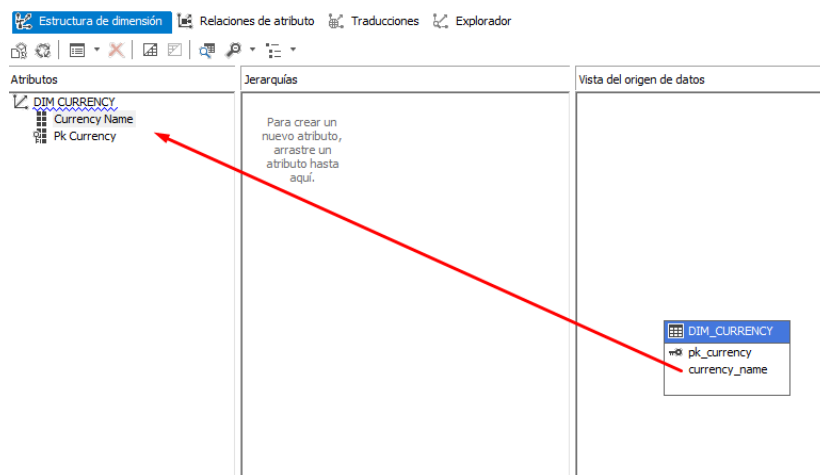 Estructura de dimensión Relaciones de atributo Traducciones Explorador
Atributos Jerarquías Vista del origen de datos
DIM CURRENCY
Currency Name
Pk Currency
Para crear un
nuevo atributo,
arrastre un
atributo hasta
aquí.
DIM_CURRENCY
pk_currency
currency_name